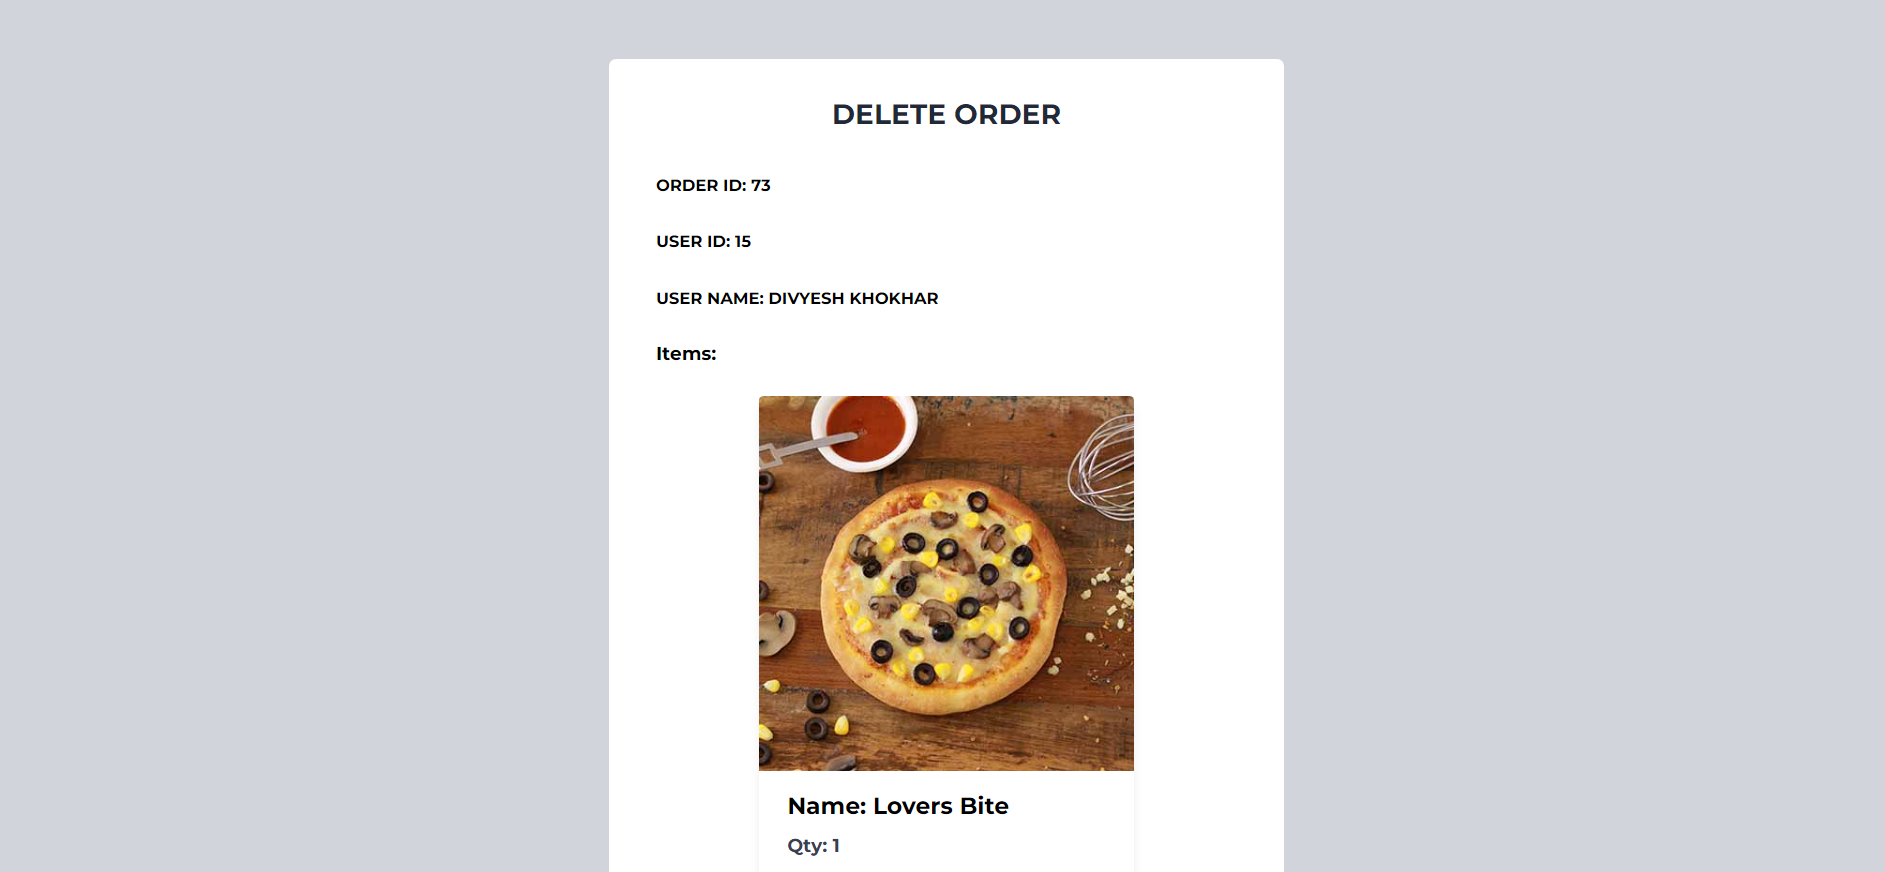 DELETE ORDER
ORDER ID: 73
USER ID: 15
USER NAME: DIVYESH KHOKHAR
Items:
Name: Lovers Bite
Qty: 1